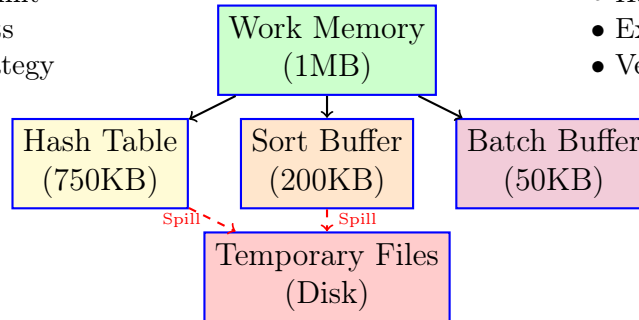 Work Memory
(1MB)
Hash Table
(750KB)
Sort Buffer
(200KB)
Batch Buffer
(50KB)
Spill
Spill
Temporary Files
(Disk)